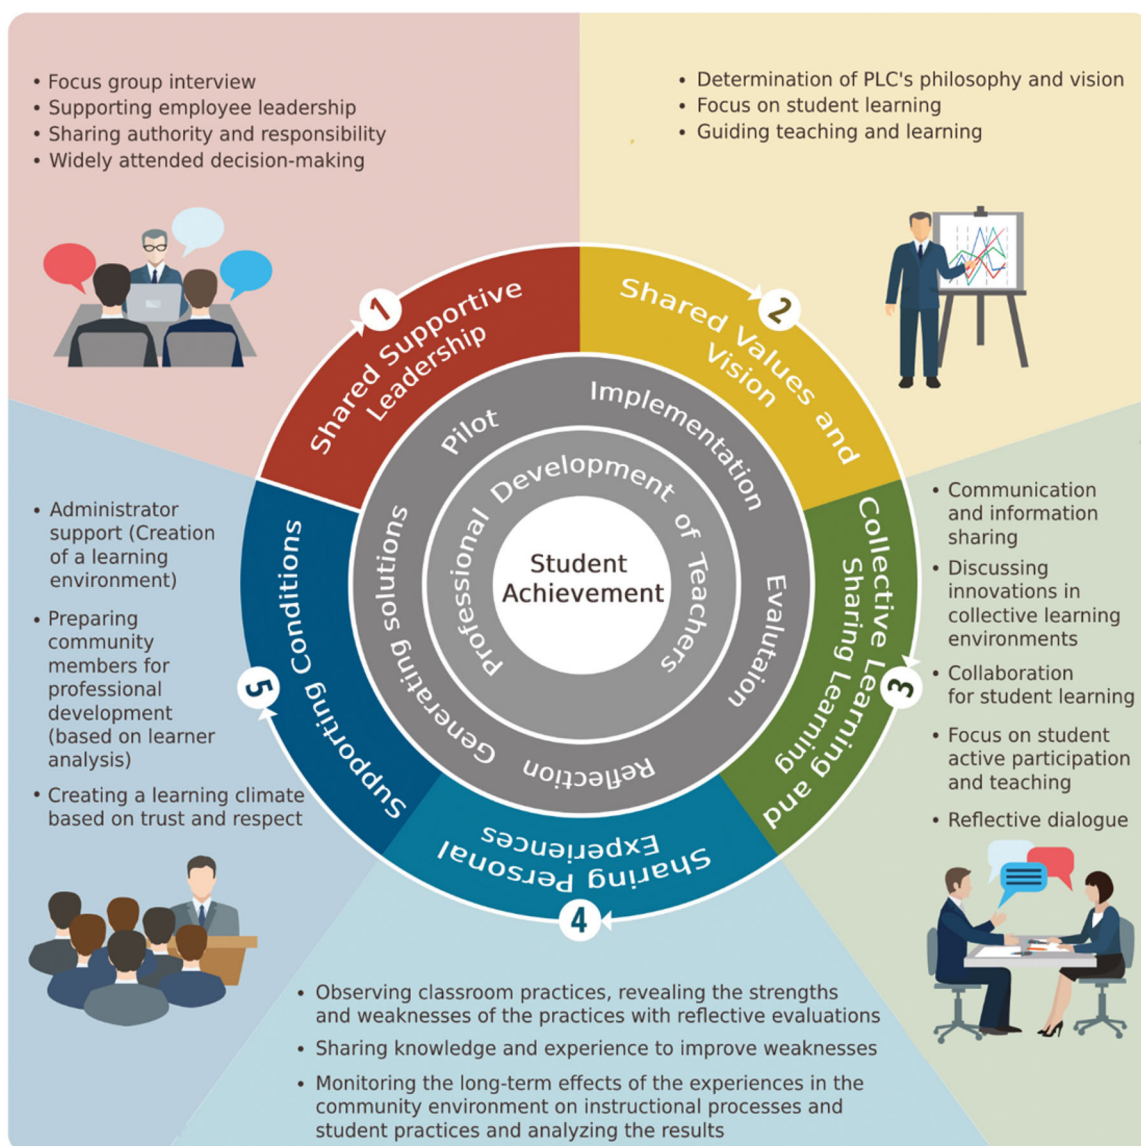 • Focus group interview
• Supporting employee leadership
• Sharing authority and responsibility
• Widely attended decision-making
• Determination of PLC's philosophy and vision
• Focus on student learning
• Guiding teaching and learning
1
Shared Supportive
Leadership
2
Shared Values and
Vision
3
Collective Learning and
Sharing Learning
4
Sharing Personal
Experiences
5
Supporting Conditions
Pilot
Implementation
Evalutaion
Reflection
Generating solutions
Professional Development of Teachers
Student
Achievement
• Communication
and information
sharing
• Discussing
innovations in
collective learning
environments
• Collaboration
for student learning
• Focus on student
active participation
and teaching
• Reflective dialogue
• Administrator
support (Creation
of a learning
environment)
• Preparing
community
members for
professional
development
(based on learner
analysis)
• Creating a learning climate
based on trust and respect
• Observing classroom practices, revealing the strengths
and weaknesses of the practices with reflective evaluations
• Sharing knowledge and experience to improve weaknesses
• Monitoring the long-term effects of the experiences in the
community environment on instructional processes and
student practices and analyzing the results